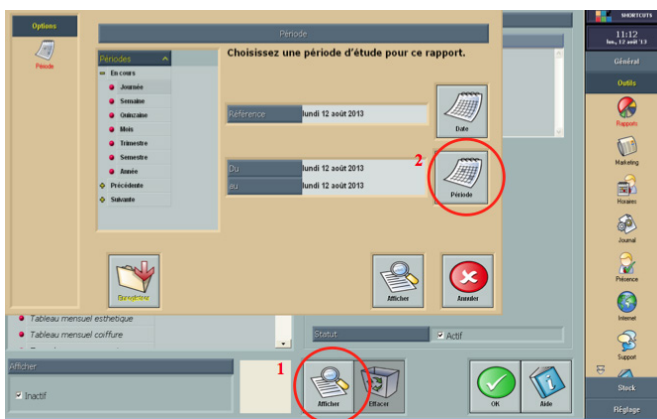 Options
Période
Période
Choisissez une période d'étude pour ce rapport.
Périodes
En cours
Journée
Semaine
Quinzaine
Mois
Trimestre
Semestre
Année
Précédente
Suivante
Référence
lundi 12 août 2013
Date
Du
lundi 12 août 2013
au
lundi 12 août 2013
2
Période
Enregistrer
Afficher
Annuler
Tableau mensuel esthetique
Tableau mensuel coiffure
Statut
Actif
Afficher
Inactif
1
Afficher
Effacer
OK
Aide
SHORTCUTS
11:12
lun., 12 août '13
Général
Outils
Rapports
Marketing
Horaires
Journal
Présence
Internet
Support
Stock
Réglage